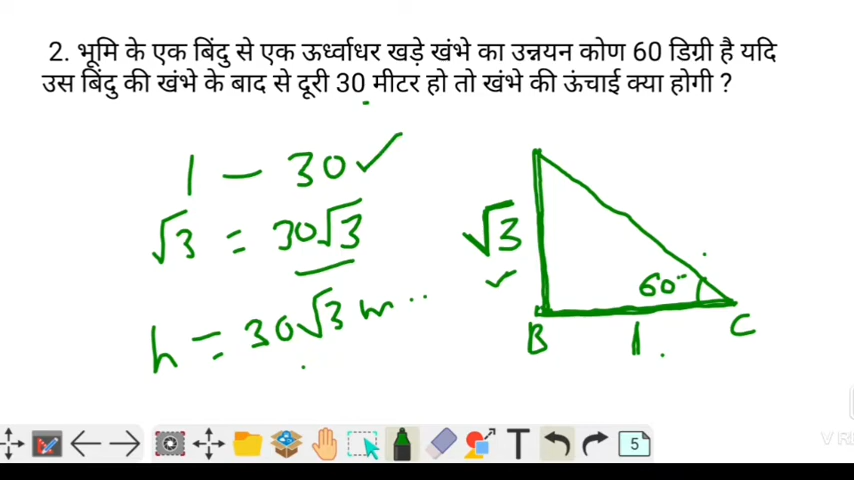 2. भूमि के एक बिंदु से एक ऊर्ध्वाधर खड़े खंभे का उन्नयन कोण 60 डिग्री है यदि
उस बिंदु की खंभे के बाद से दूरी 30 मीटर हो तो खंभे की ऊंचाई क्या होगी ?
1 — 30 ✓
√3 = 30√3
h = 30√3 m..
√3
✓
60°
B
1
C
T
5
V R